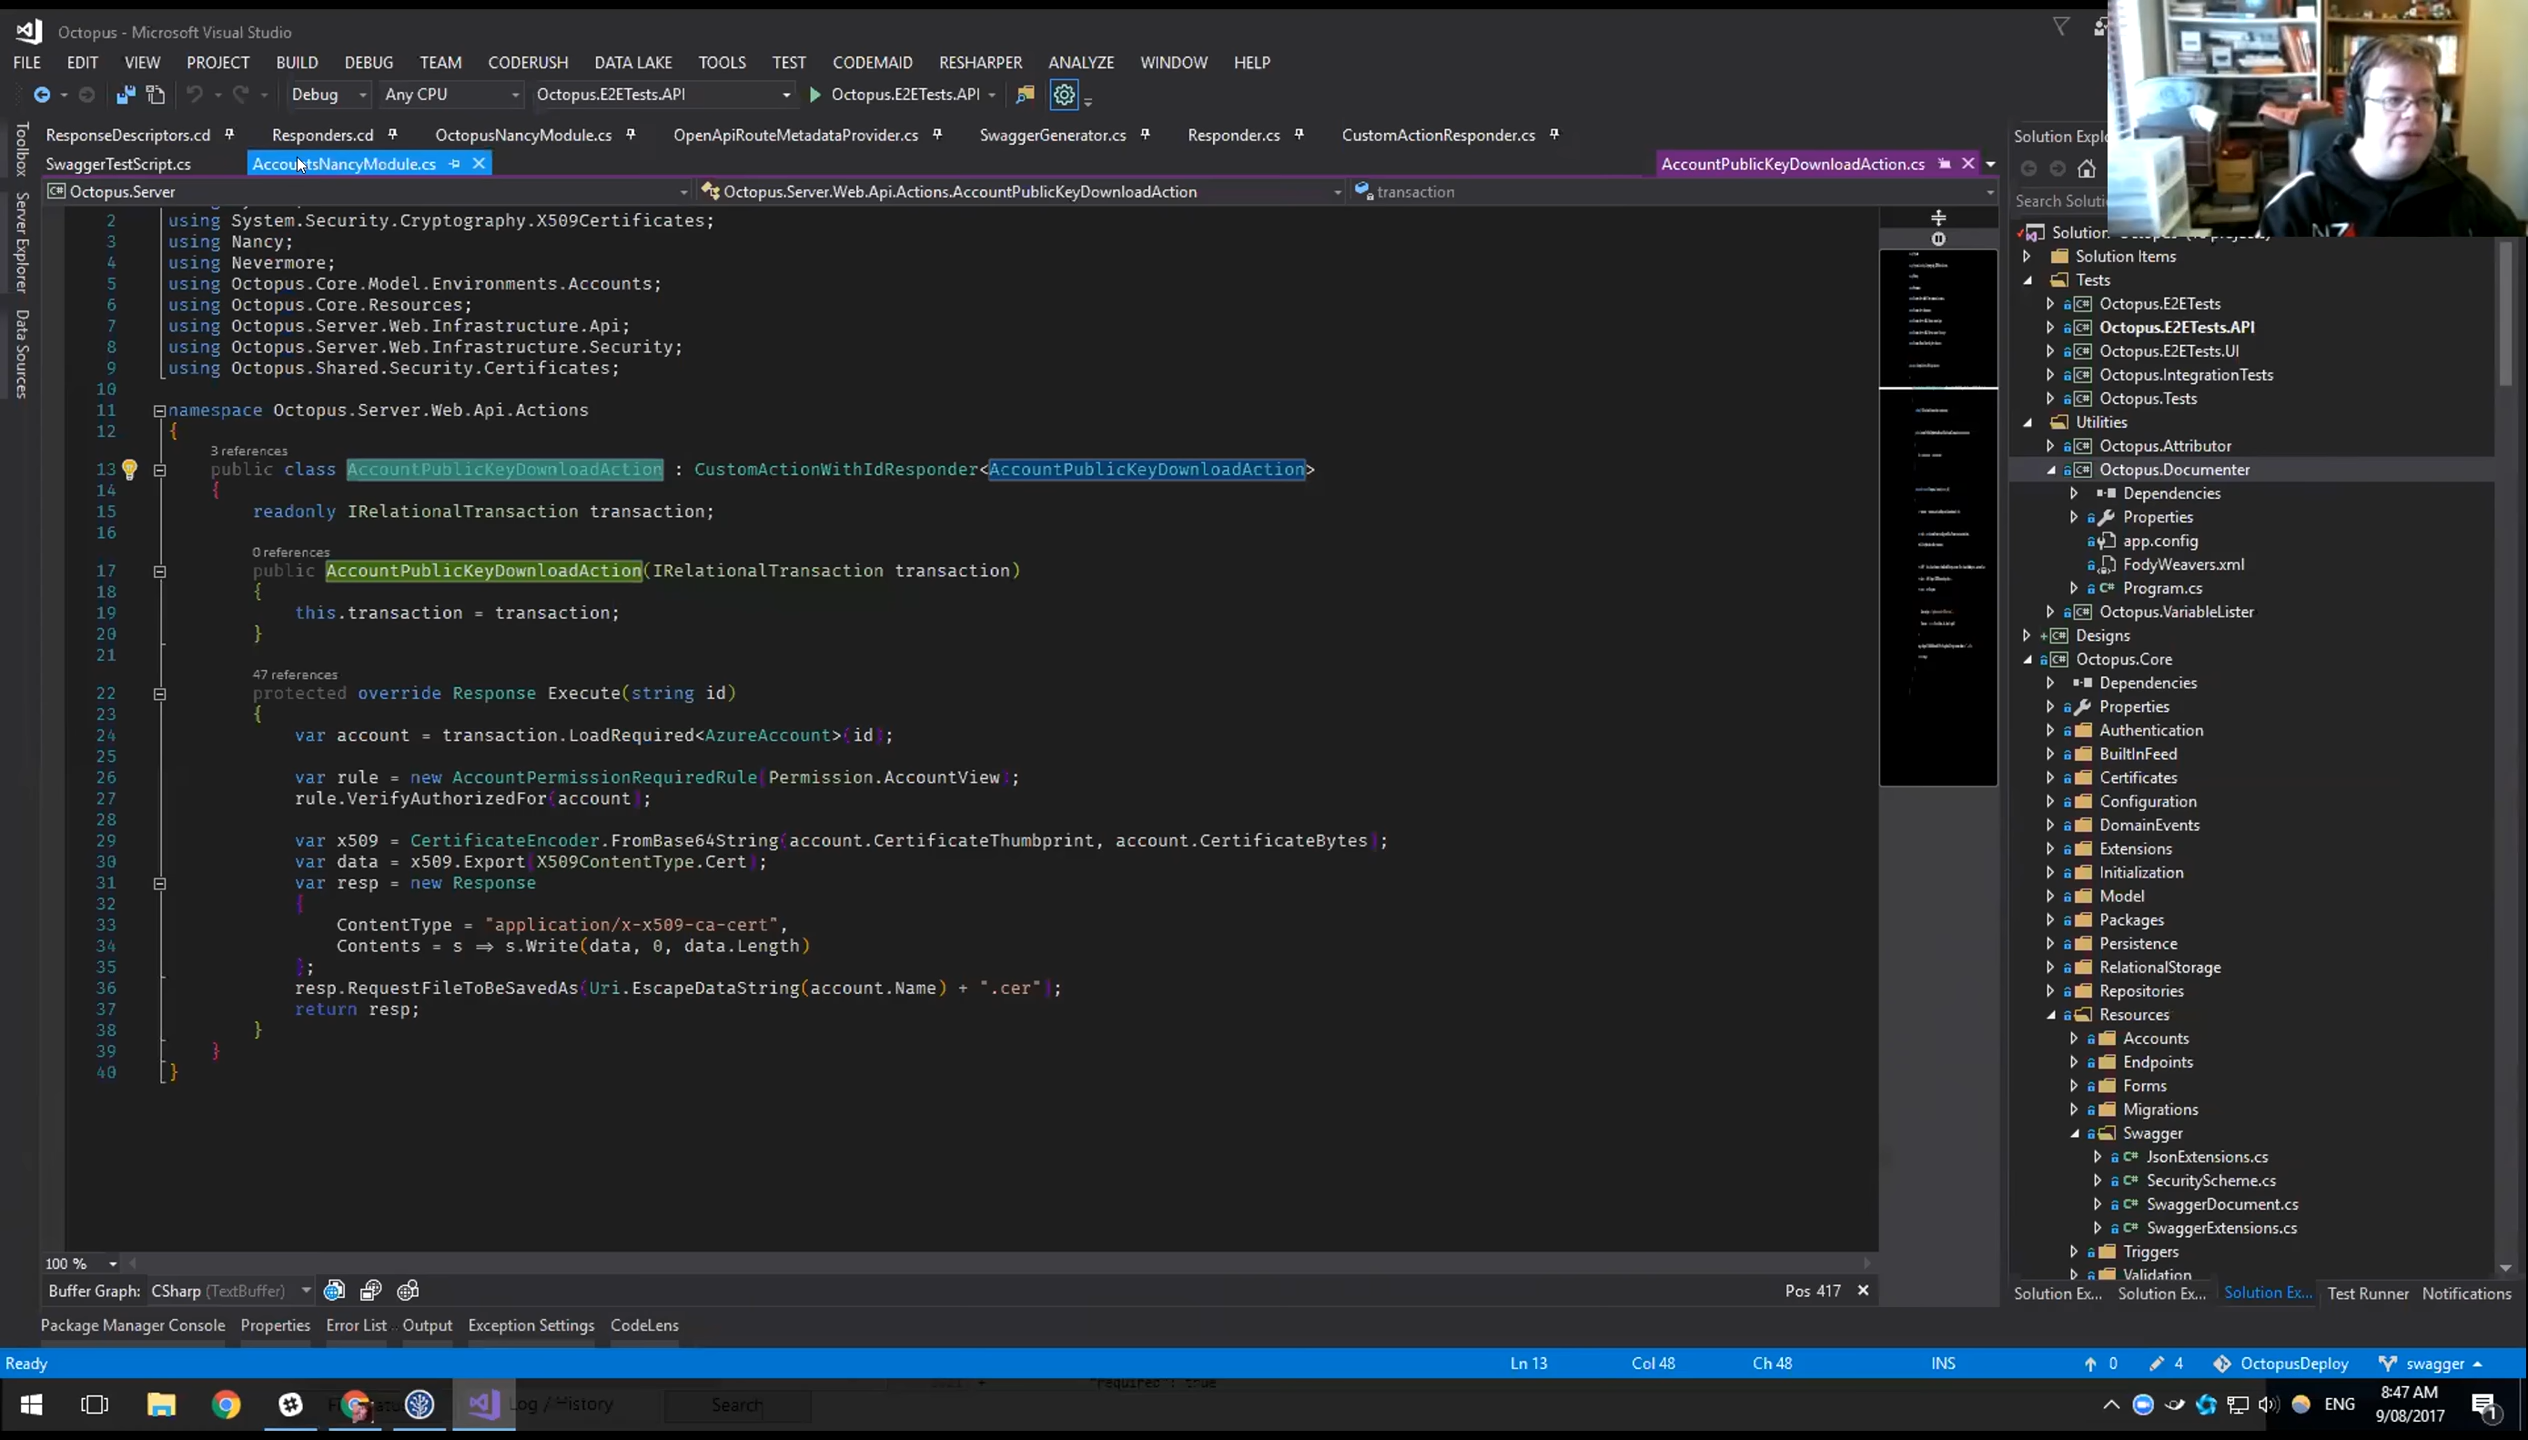 Octopus - Microsoft Visual Studio
FILE EDIT VIEW PROJECT BUILD DEBUG TEAM CODERUSH DATA LAKE TOOLS TEST CODEMAID RESHARPER ANALYZE WINDOW HELP
Debug Any CPU Octopus.E2ETests.API Octopus.E2ETests.API
ResponseDescriptors.cd Responders.cd OctopusNancyModule.cs OpenApiRouteMetadataProvider.cs SwaggerGenerator.cs Responder.cs CustomActionResponder.cs
SwaggerTestScript.cs AccountsNancyModule.cs AccountPublicKeyDownloadAction.cs
Octopus.Server Octopus.Server.Web.Api.Actions.AccountPublicKeyDownloadAction transaction
Toolbox
Server Explorer
Data Sources
2 using System.Security.Cryptography.X509Certificates;
3 using Nancy;
4 using Nevermore;
5 using Octopus.Core.Model.Environments.Accounts;
6 using Octopus.Core.Resources;
7 using Octopus.Server.Web.Infrastructure.Api;
8 using Octopus.Server.Web.Infrastructure.Security;
9 using Octopus.Shared.Security.Certificates;
10
11 namespace Octopus.Server.Web.Api.Actions
12 {
3 references
13 public class AccountPublicKeyDownloadAction : CustomActionWithIdResponder<AccountPublicKeyDownloadAction>
14 {
15 readonly IRelationalTransaction transaction;
16
0 references
17 public AccountPublicKeyDownloadAction(IRelationalTransaction transaction)
18 {
19 this.transaction = transaction;
20 }
21
47 references
22 protected override Response Execute(string id)
23 {
24 var account = transaction.LoadRequired<AzureAccount>(id);
25
26 var rule = new AccountPermissionRequiredRule(Permission.AccountView);
27 rule.VerifyAuthorizedFor(account);
28
29 var x509 = CertificateEncoder.FromBase64String(account.CertificateThumbprint, account.CertificateBytes);
30 var data = x509.Export(X509ContentType.Cert);
31 var resp = new Response
32 {
33 ContentType = "application/x-x509-ca-cert",
34 Contents = s => s.Write(data, 0, data.Length)
35 };
36 resp.RequestFileToBeSavedAs(Uri.EscapeDataString(account.Name) + ".cer");
37 return resp;
38 }
39 }
40 }
100 %
Buffer Graph: CSharp (TextBuffer) Pos 417
Package Manager Console Properties Error List Output Exception Settings CodeLens
Solution Items
Tests
Octopus.E2ETests
Octopus.E2ETests.API
Octopus.E2ETests.UI
Octopus.IntegrationTests
Octopus.Tests
Utilities
Octopus.Attributor
Octopus.Documenter
Dependencies
Properties
app.config
FodyWeavers.xml
Program.cs
Octopus.VariableLister
Designs
Octopus.Core
Dependencies
Properties
Authentication
BuiltInFeed
Certificates
Configuration
DomainEvents
Extensions
Initialization
Model
Packages
Persistence
RelationalStorage
Repositories
Resources
Accounts
Endpoints
Forms
Migrations
Swagger
JsonExtensions.cs
SecurityScheme.cs
SwaggerDocument.cs
SwaggerExtensions.cs
Triggers
Validation
Solution Ex... Solution Ex... Solution Ex... Test Runner Notifications
Ready Ln 13 Col 48 Ch 48 INS 0 4 OctopusDeploy swagger
Log / History Search
ENG
8:47 AM
9/08/2017
1